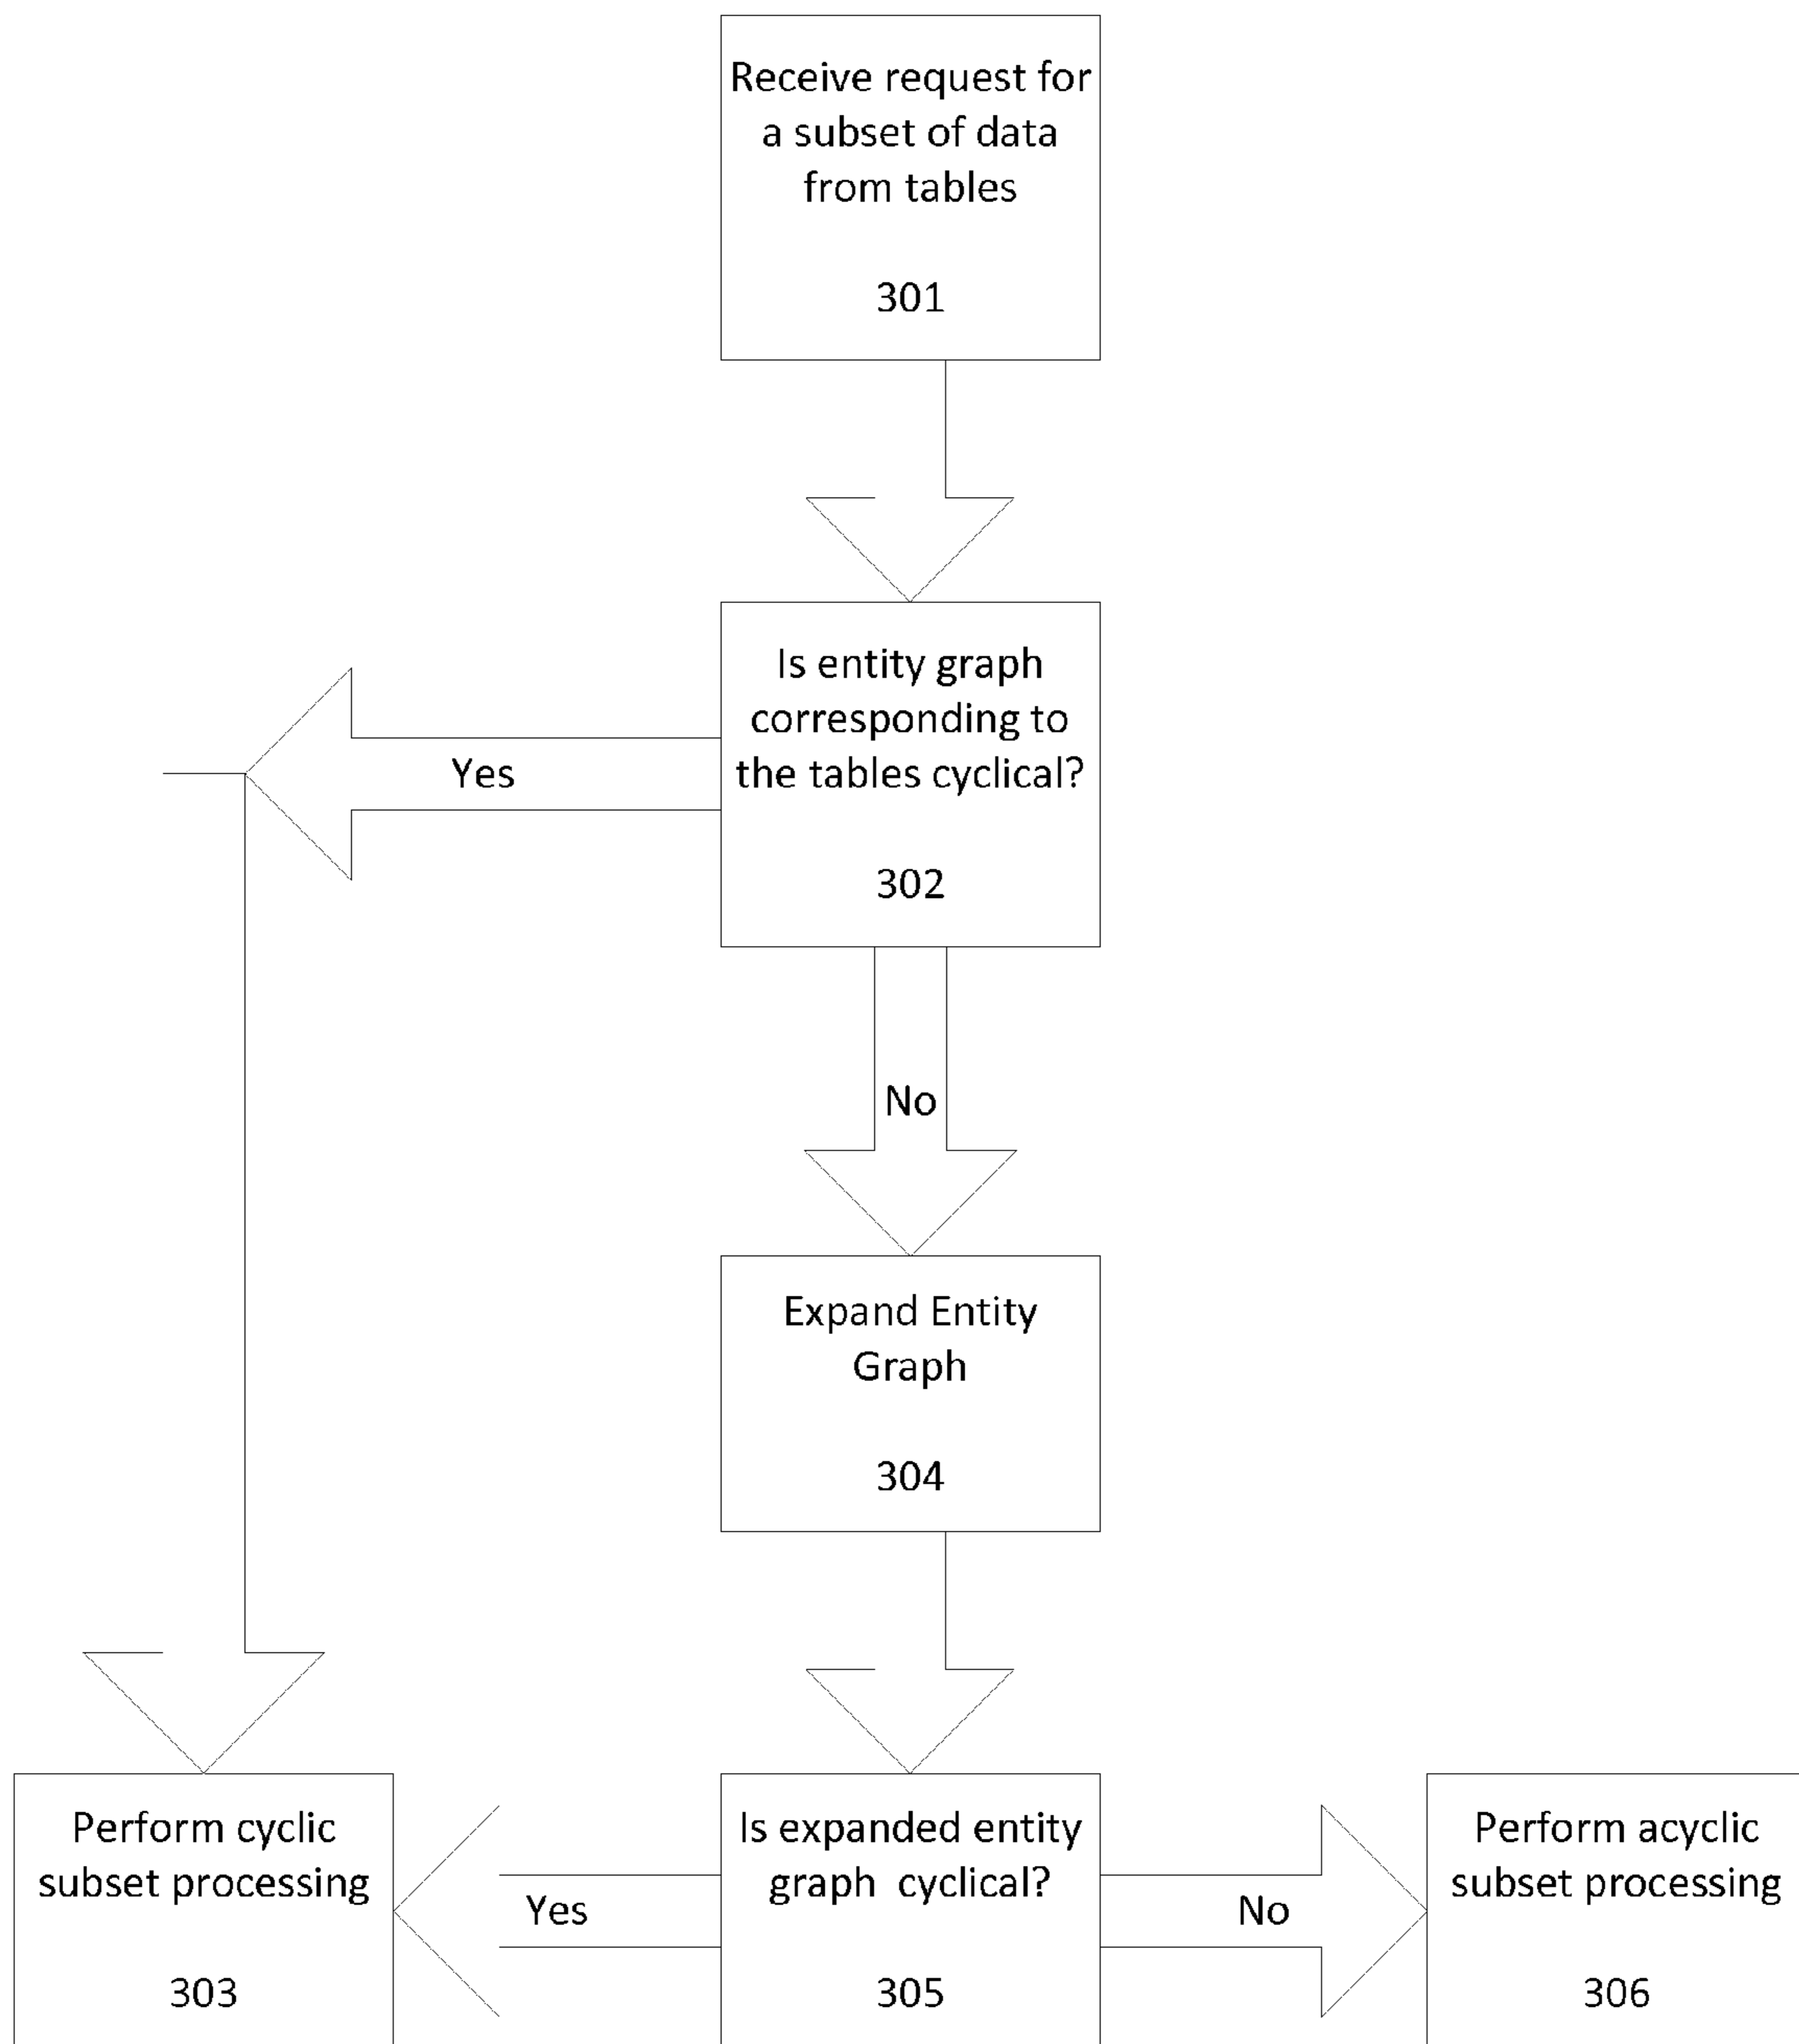 Receive request for
a subset of data
from tables
301
Is entity graph
corresponding to
the tables cyclical?
302
Yes
No
Expand Entity
Graph
304
Perform cyclic
subset processing
303
Yes
Is expanded entity
graph cyclical?
305
No
Perform acyclic
subset processing
306